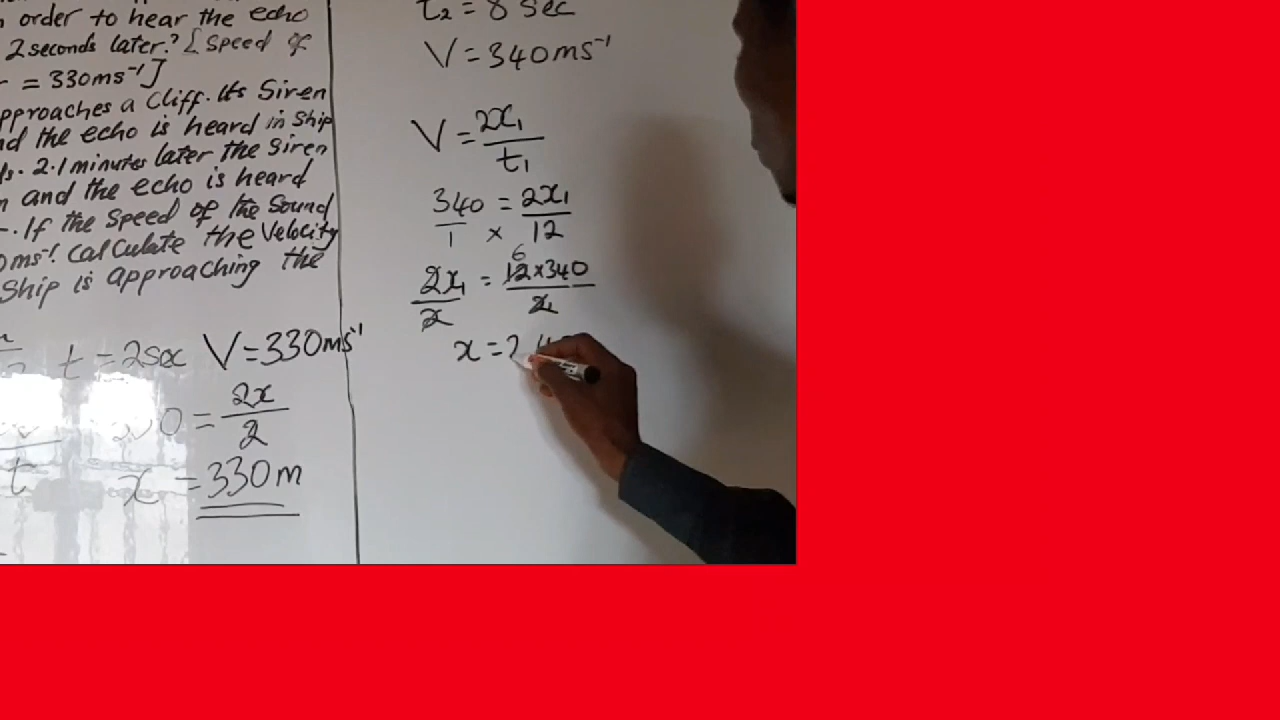 order to hear the echo
2 seconds later.? [Speed of
= 330ms⁻¹]
approaches a Cliff. Its Siren
the echo is heard in Ship
2.1 minutes later the Siren
and the echo is heard
If the Speed of the Sound
ms⁻¹. Calculate the Velocity
Ship is approaching the
t = 2sec V = 330ms⁻¹
0 = 2x/2
t
x = 330m
t₂ = 8 sec
V = 340ms⁻¹
V = 2x₁/t₁
340/1 × = 2x₁/12
2x₁/2 = 12×340/2
6
x = 2